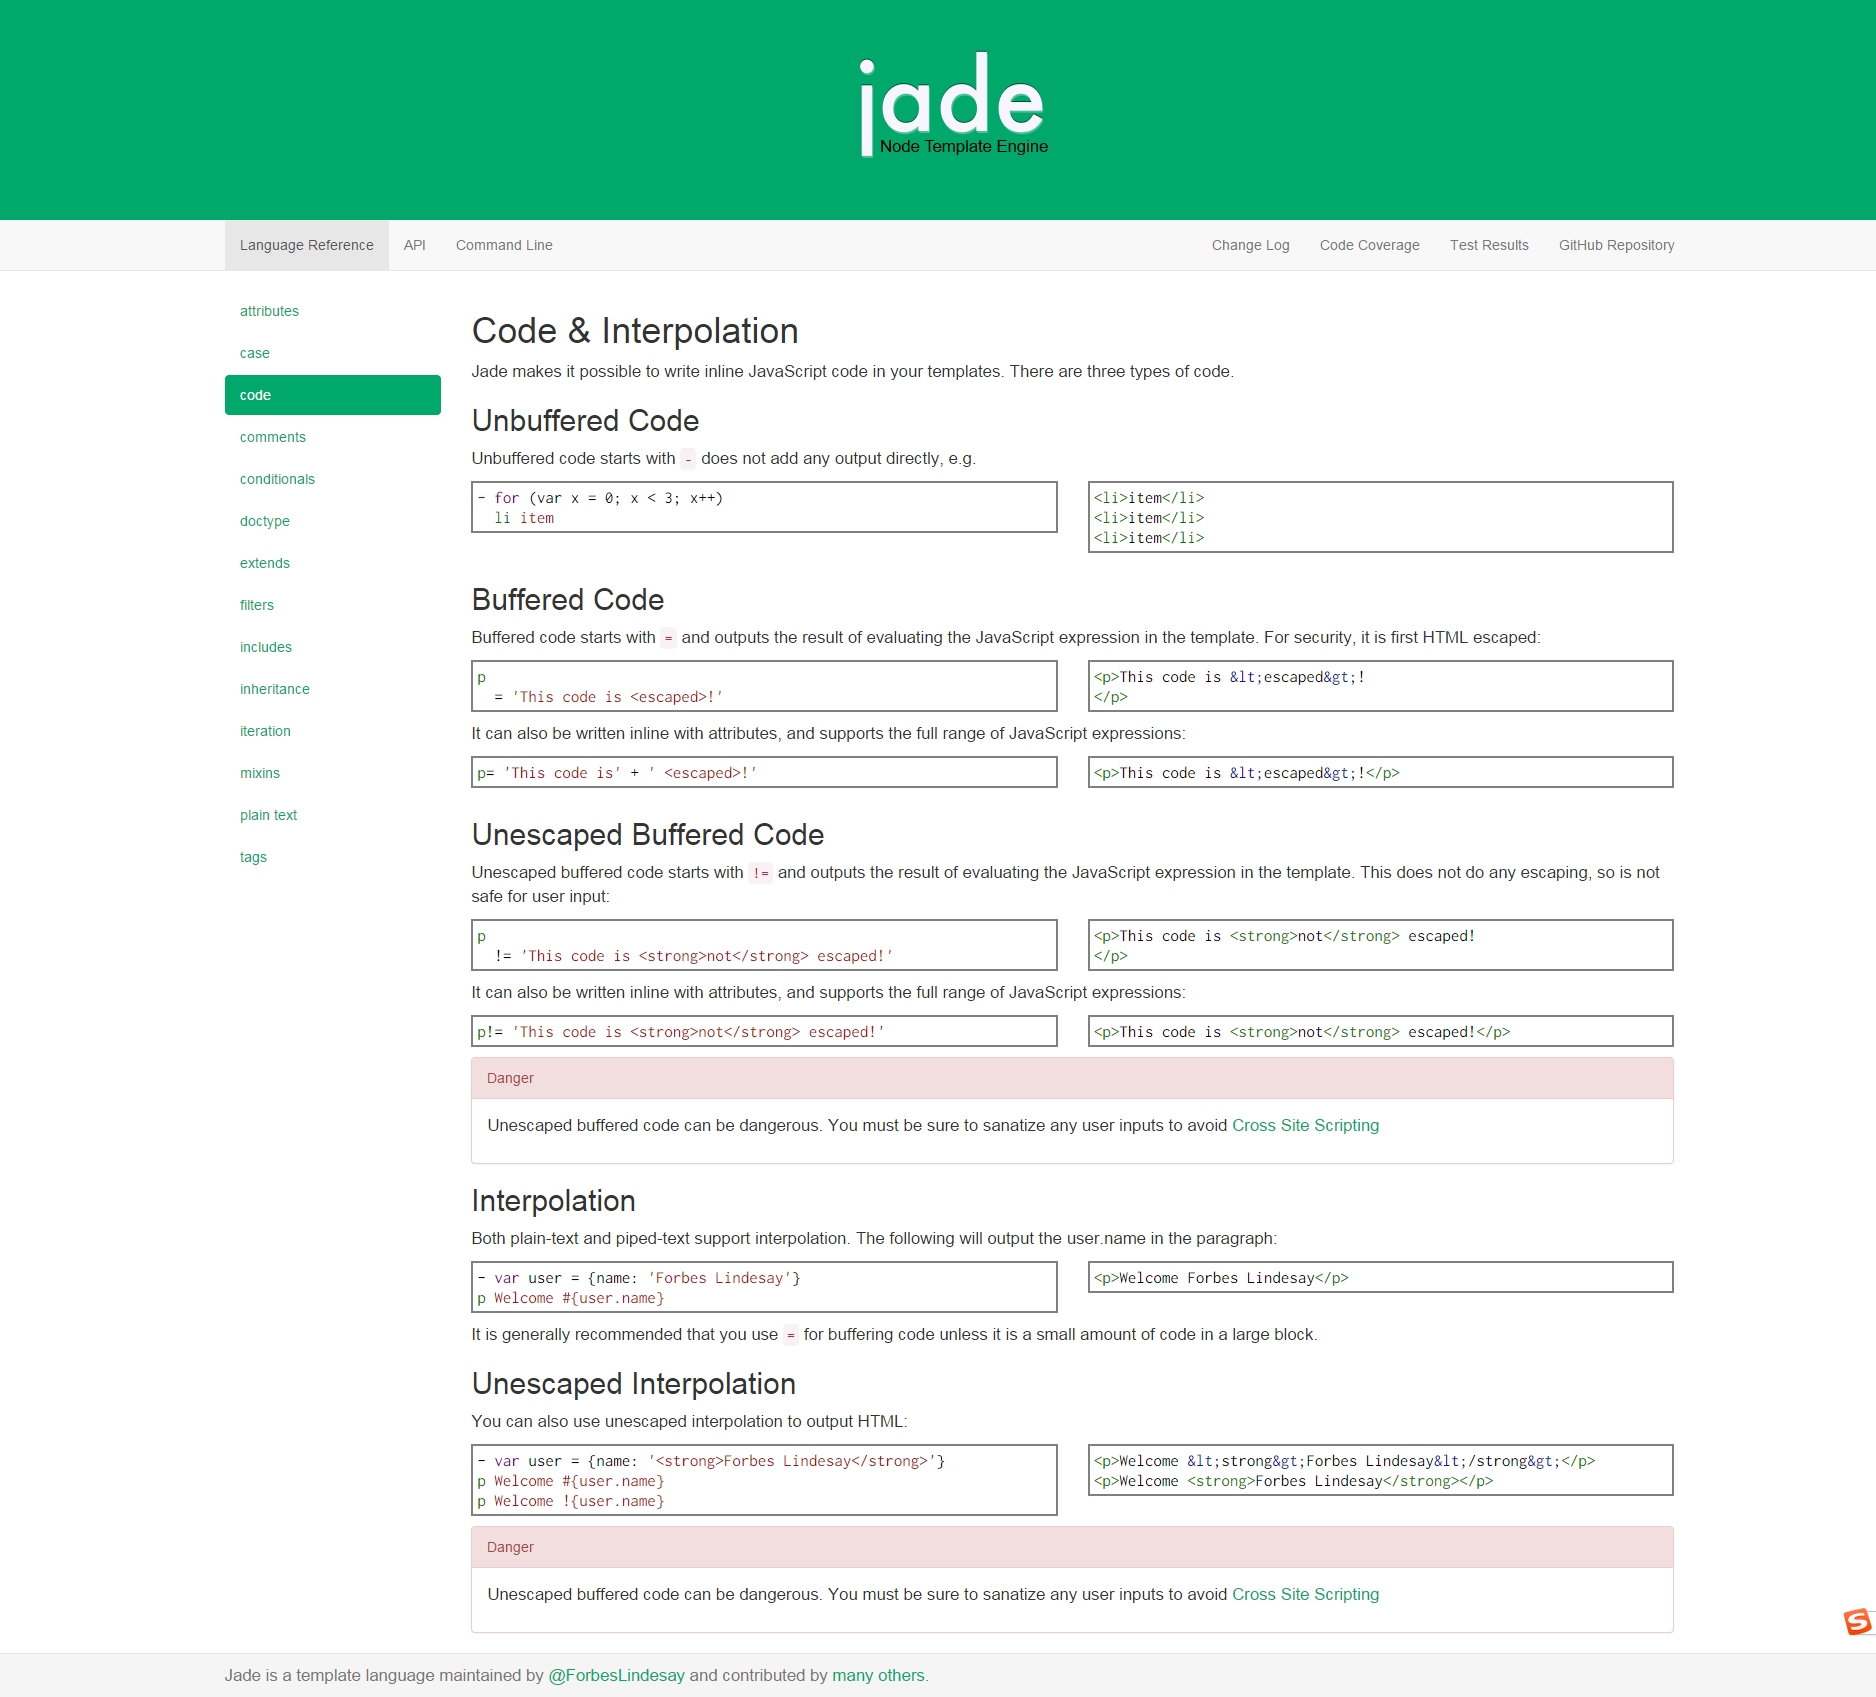 jade
Node Template Engine
Language Reference API Command Line Change Log Code Coverage Test Results GitHub Repository
attributes
case
code
comments
conditionals
doctype
extends
filters
includes
inheritance
iteration
mixins
plain text
tags
Code & Interpolation
Jade makes it possible to write inline JavaScript code in your templates. There are three types of code.
Unbuffered Code
Unbuffered code starts with - does not add any output directly, e.g.
- for (var x = 0; x < 3; x++)
  li item
<li>item</li>
<li>item</li>
<li>item</li>
Buffered Code
Buffered code starts with = and outputs the result of evaluating the JavaScript expression in the template. For security, it is first HTML escaped:
p
  = 'This code is <escaped>!'
<p>This code is &lt;escaped&gt;!
</p>
It can also be written inline with attributes, and supports the full range of JavaScript expressions:
p= 'This code is' + ' <escaped>!'
<p>This code is &lt;escaped&gt;!</p>
Unescaped Buffered Code
Unescaped buffered code starts with != and outputs the result of evaluating the JavaScript expression in the template. This does not do any escaping, so is not
safe for user input:
p
  != 'This code is <strong>not</strong> escaped!'
<p>This code is <strong>not</strong> escaped!
</p>
It can also be written inline with attributes, and supports the full range of JavaScript expressions:
p!= 'This code is <strong>not</strong> escaped!'
<p>This code is <strong>not</strong> escaped!</p>
Danger
Unescaped buffered code can be dangerous. You must be sure to sanatize any user inputs to avoid Cross Site Scripting
Interpolation
Both plain-text and piped-text support interpolation. The following will output the user.name in the paragraph:
- var user = {name: 'Forbes Lindesay'}
p Welcome #{user.name}
<p>Welcome Forbes Lindesay</p>
It is generally recommended that you use = for buffering code unless it is a small amount of code in a large block.
Unescaped Interpolation
You can also use unescaped interpolation to output HTML:
- var user = {name: '<strong>Forbes Lindesay</strong>'}
p Welcome #{user.name}
p Welcome !{user.name}
<p>Welcome &lt;strong&gt;Forbes Lindesay&lt;/strong&gt;</p>
<p>Welcome <strong>Forbes Lindesay</strong></p>
Danger
Unescaped buffered code can be dangerous. You must be sure to sanatize any user inputs to avoid Cross Site Scripting
S
Jade is a template language maintained by @ForbesLindesay and contributed by many others.